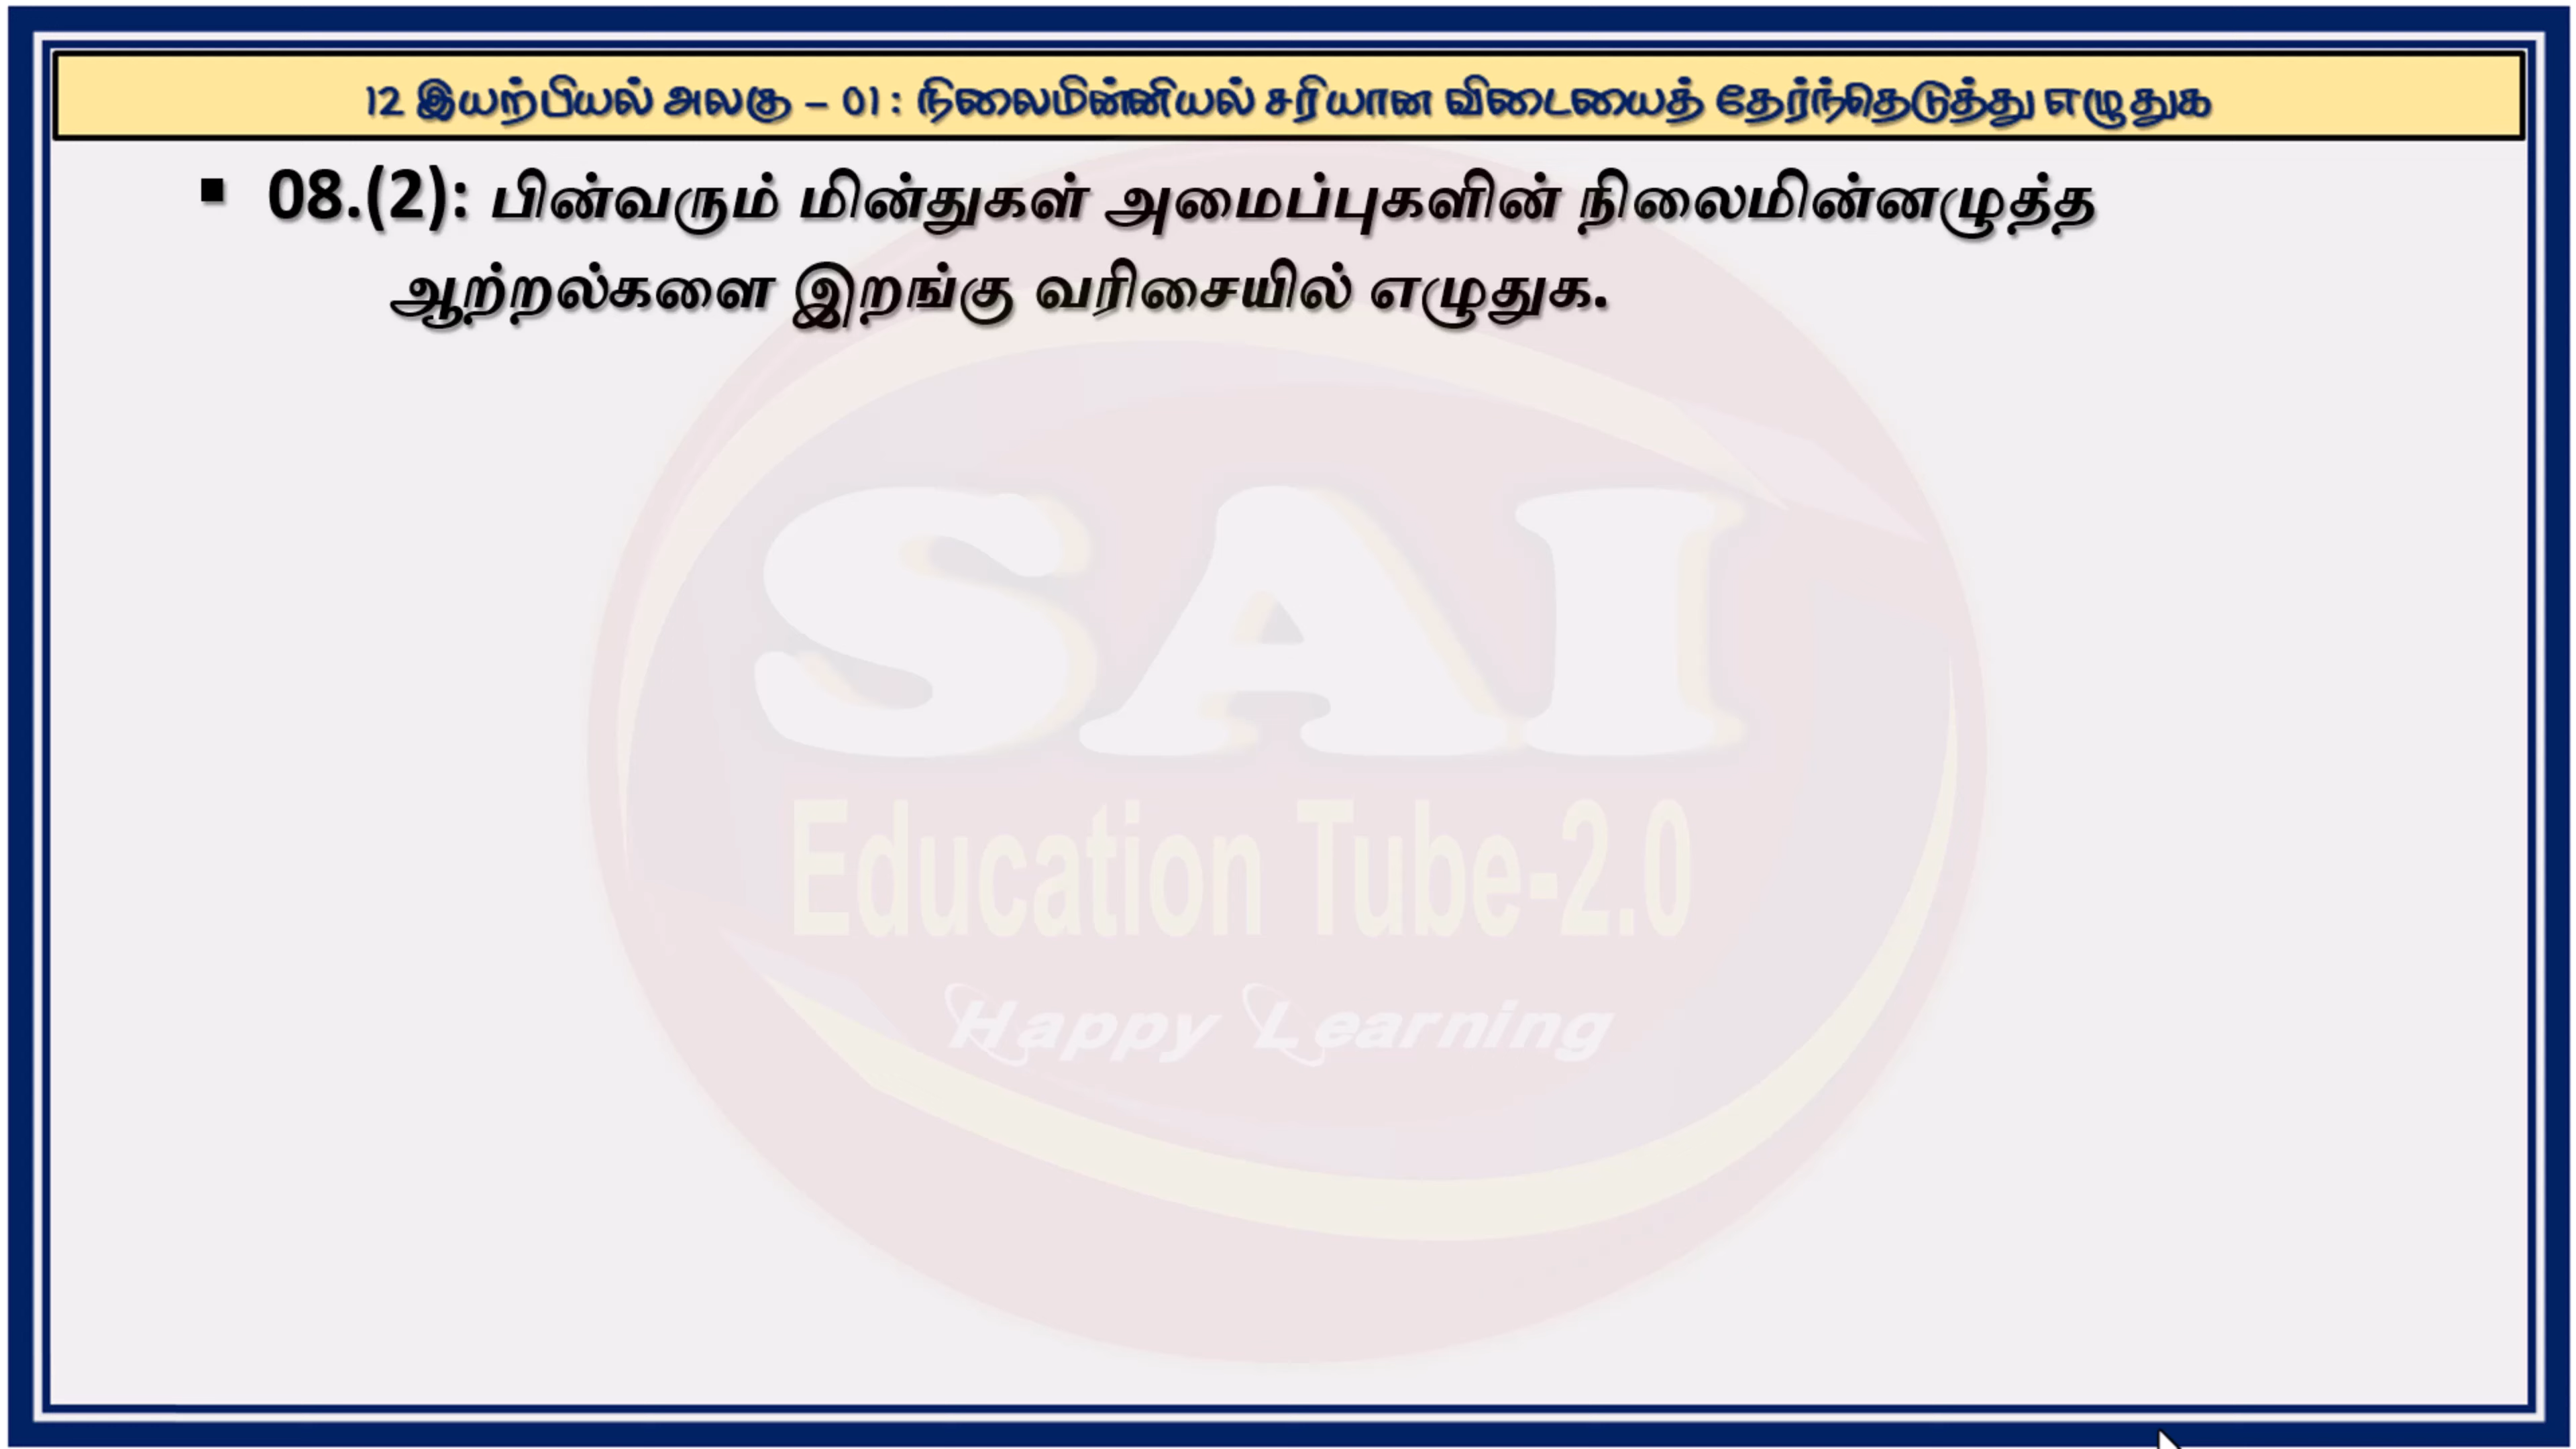 12 இயற்பியல் அலகு – 01 : நிலைமின்னியல் சரியான விடையைத் தேர்ந்தெடுத்து எழுதுக
▪ 08.(2): பின்வரும் மின்துகள் அமைப்புகளின் நிலைமின்னழுத்த
ஆற்றல்களை இறங்கு வரிசையில் எழுதுக.
SAI
Education Tube-2.0
Happy Learning